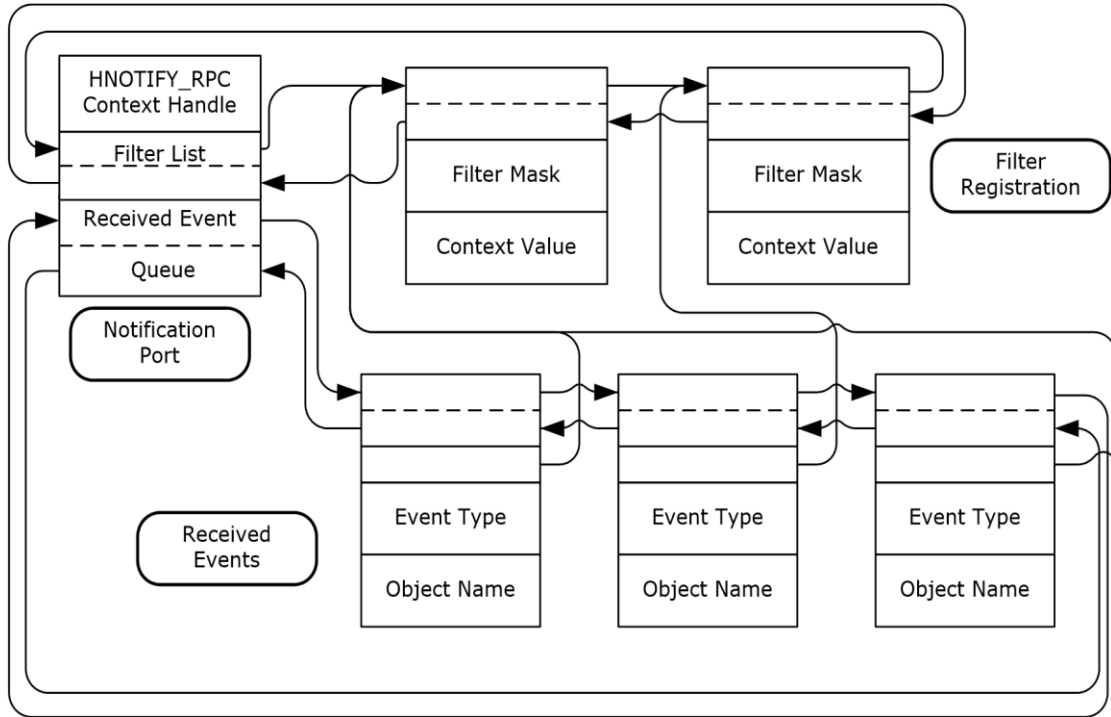 HNOTIFY_RPC
Context Handle
Filter List
Received Event
Queue
Notification
Port
Filter Mask
Context Value
Filter Mask
Context Value
Filter
Registration
Received
Events
Event Type
Object Name
Event Type
Object Name
Event Type
Object Name